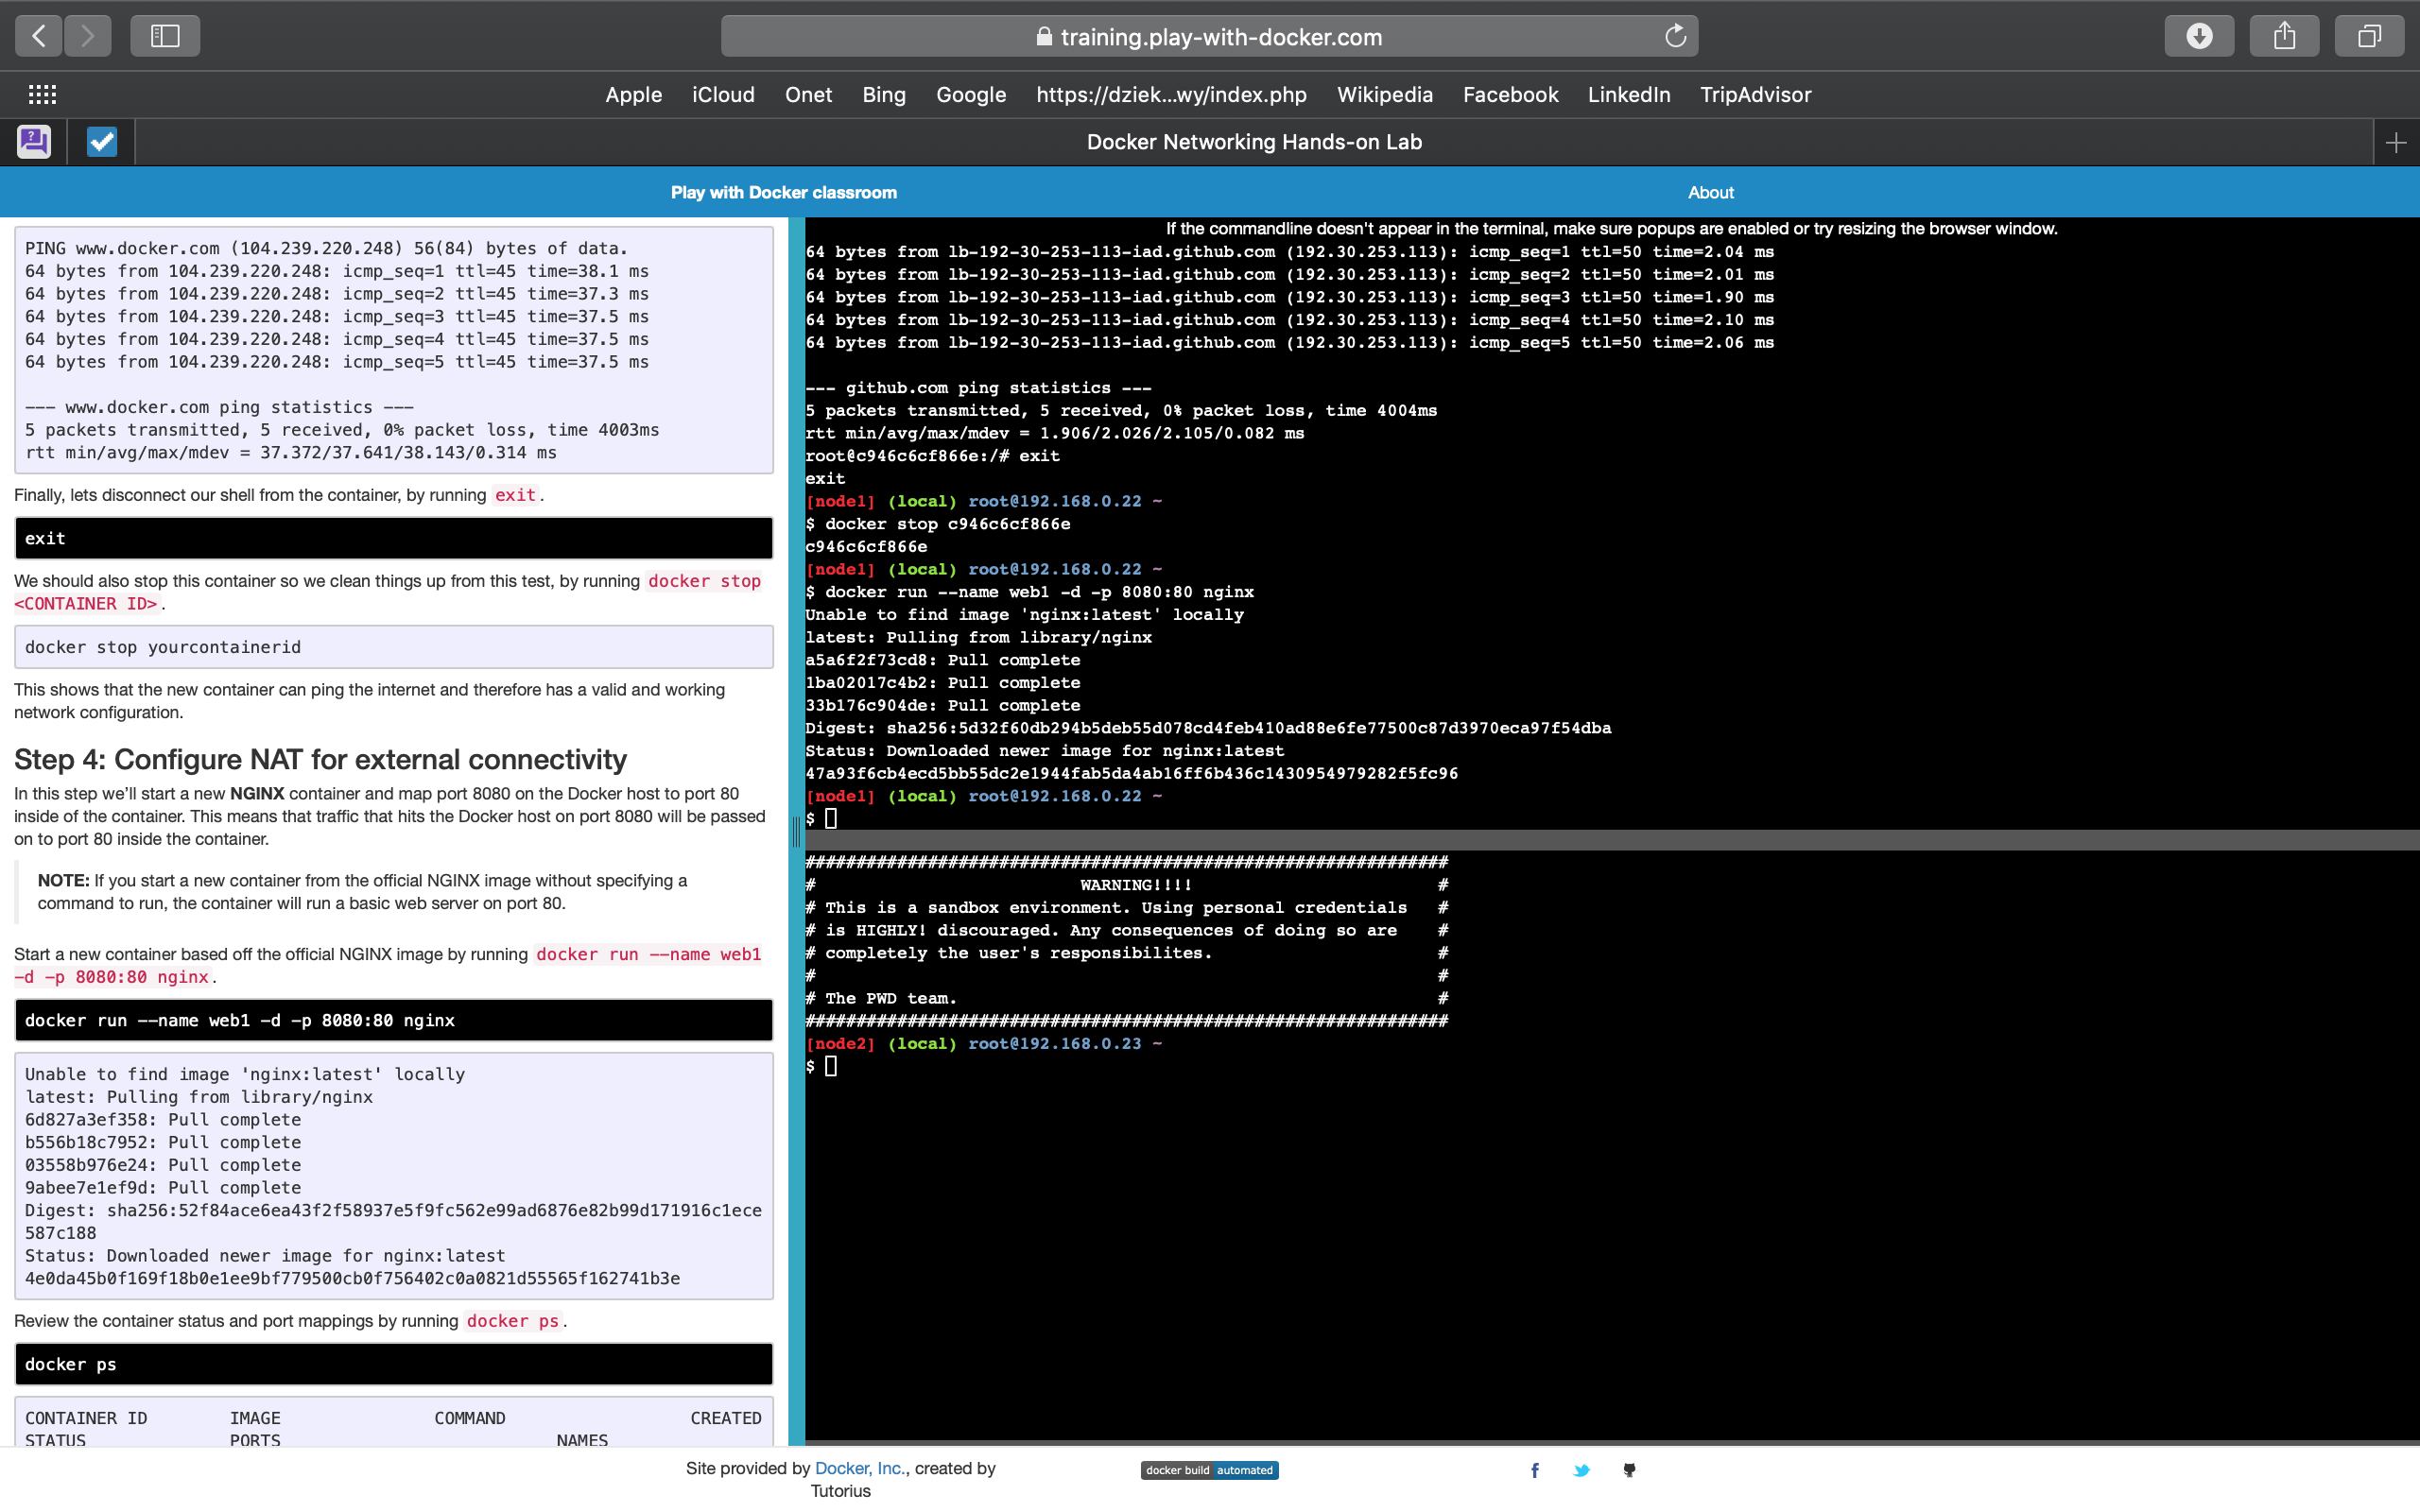 training.play-with-docker.com
Apple iCloud Onet Bing Google https://dziek...wy/index.php Wikipedia Facebook LinkedIn TripAdvisor
Docker Networking Hands-on Lab
Play with Docker classroom
About
PING www.docker.com (104.239.220.248) 56(84) bytes of data.
64 bytes from 104.239.220.248: icmp_seq=1 ttl=45 time=38.1 ms
64 bytes from 104.239.220.248: icmp_seq=2 ttl=45 time=37.3 ms
64 bytes from 104.239.220.248: icmp_seq=3 ttl=45 time=37.5 ms
64 bytes from 104.239.220.248: icmp_seq=4 ttl=45 time=37.5 ms
64 bytes from 104.239.220.248: icmp_seq=5 ttl=45 time=37.5 ms
--- www.docker.com ping statistics ---
5 packets transmitted, 5 received, 0% packet loss, time 4003ms
rtt min/avg/max/mdev = 37.372/37.641/38.143/0.314 ms
Finally, lets disconnect our shell from the container, by running exit.
exit
We should also stop this container so we clean things up from this test, by running docker stop
<CONTAINER ID>.
docker stop yourcontainerid
This shows that the new container can ping the internet and therefore has a valid and working
network configuration.
Step 4: Configure NAT for external connectivity
In this step we'll start a new NGINX container and map port 8080 on the Docker host to port 80
inside of the container. This means that traffic that hits the Docker host on port 8080 will be passed
on to port 80 inside the container.
NOTE: If you start a new container from the official NGINX image without specifying a
command to run, the container will run a basic web server on port 80.
Start a new container based off the official NGINX image by running docker run --name web1
-d -p 8080:80 nginx.
docker run --name web1 -d -p 8080:80 nginx
Unable to find image 'nginx:latest' locally
latest: Pulling from library/nginx
6d827a3ef358: Pull complete
b556b18c7952: Pull complete
03558b976e24: Pull complete
9abee7e1ef9d: Pull complete
Digest: sha256:52f84ace6ea43f2f58937e5f9fc562e99ad6876e82b99d171916c1ece
587c188
Status: Downloaded newer image for nginx:latest
4e0da45b0f169f18b0e1ee9bf779500cb0f756402c0a0821d55565f162741b3e
Review the container status and port mappings by running docker ps.
docker ps
CONTAINER ID IMAGE COMMAND CREATED
STATUS PORTS NAMES
If the commandline doesn't appear in the terminal, make sure popups are enabled or try resizing the browser window.
64 bytes from lb-192-30-253-113-iad.github.com (192.30.253.113): icmp_seq=1 ttl=50 time=2.04 ms
64 bytes from lb-192-30-253-113-iad.github.com (192.30.253.113): icmp_seq=2 ttl=50 time=2.01 ms
64 bytes from lb-192-30-253-113-iad.github.com (192.30.253.113): icmp_seq=3 ttl=50 time=1.90 ms
64 bytes from lb-192-30-253-113-iad.github.com (192.30.253.113): icmp_seq=4 ttl=50 time=2.10 ms
64 bytes from lb-192-30-253-113-iad.github.com (192.30.253.113): icmp_seq=5 ttl=50 time=2.06 ms
--- github.com ping statistics ---
5 packets transmitted, 5 received, 0% packet loss, time 4004ms
rtt min/avg/max/mdev = 1.906/2.026/2.105/0.082 ms
root@c946c6cf866e:/# exit
exit
[node1] (local) root@192.168.0.22 ~
$ docker stop c946c6cf866e
c946c6cf866e
[node1] (local) root@192.168.0.22 ~
$ docker run --name web1 -d -p 8080:80 nginx
Unable to find image 'nginx:latest' locally
latest: Pulling from library/nginx
a5a6f2f73cd8: Pull complete
1ba02017c4b2: Pull complete
33b176c904de: Pull complete
Digest: sha256:5d32f60db294b5deb55d078cd4feb410ad88e6fe77500c87d3970eca97f54dba
Status: Downloaded newer image for nginx:latest
47a93f6cb4ecd5bb55dc2e1944fab5da4ab16ff6b436c1430954979282f5fc96
[node1] (local) root@192.168.0.22 ~
$
###############################################################
# WARNING!!!! #
# This is a sandbox environment. Using personal credentials #
# is HIGHLY! discouraged. Any consequences of doing so are #
# completely the user's responsibilites. #
# #
# The PWD team. #
###############################################################
[node2] (local) root@192.168.0.23 ~
$
Site provided by Docker, Inc., created by
Tutorius
docker build automated